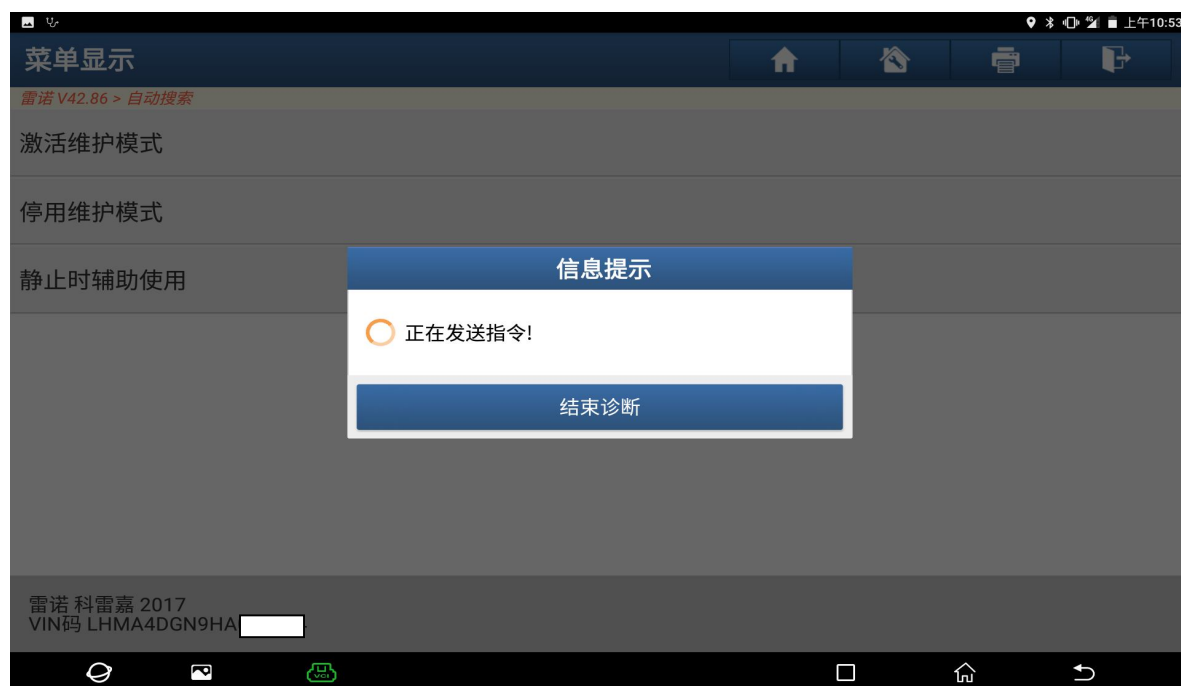 4G 上午10:53
菜单显示
雷诺 V42.86 > 自动搜索
激活维护模式
停用维护模式
静止时辅助使用
信息提示
正在发送指令!
结束诊断
雷诺 科雷嘉 2017
VIN码 LHMA4DGN9HA
VCI